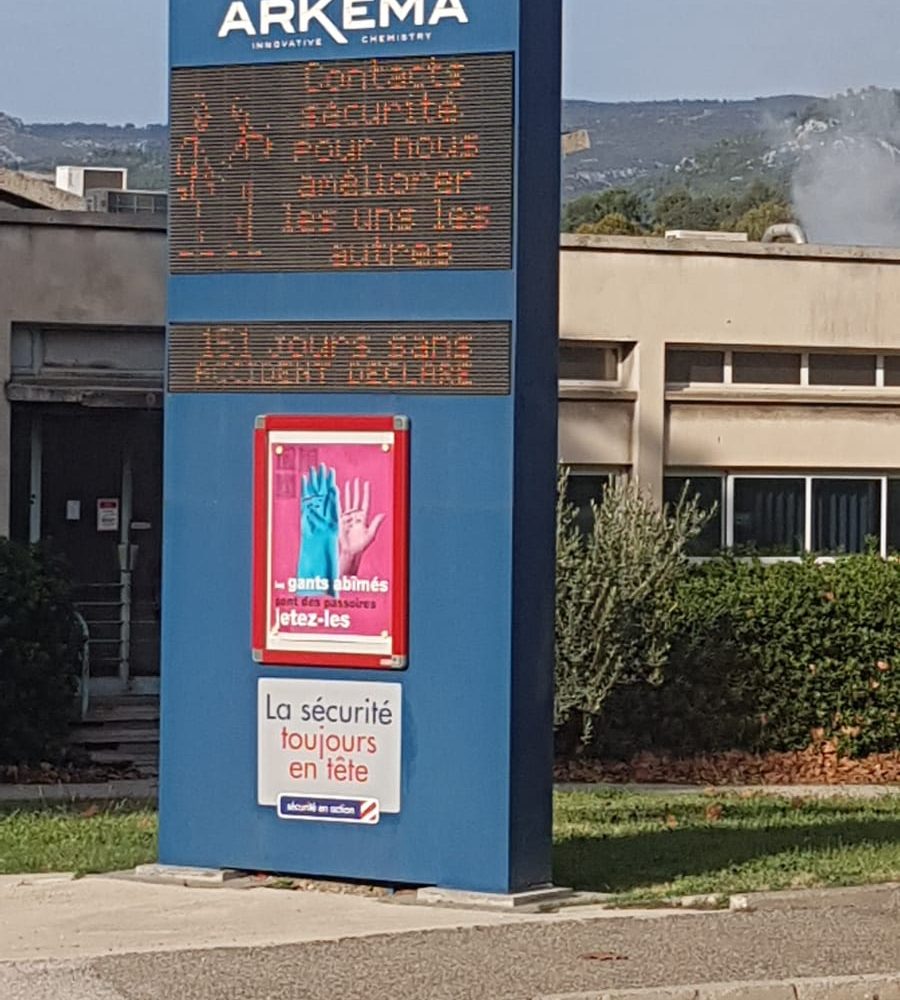 ARKEMA
INNOVATIVE CHEMISTRY
Contacts
sécurité
pour nous
améliorer
les uns les
autres
151 Jours sans
ACCIDENT DECLARE
les gants abîmés
sont des passoires
jetez-les
La sécurité
toujours
en tête
sécurité en action